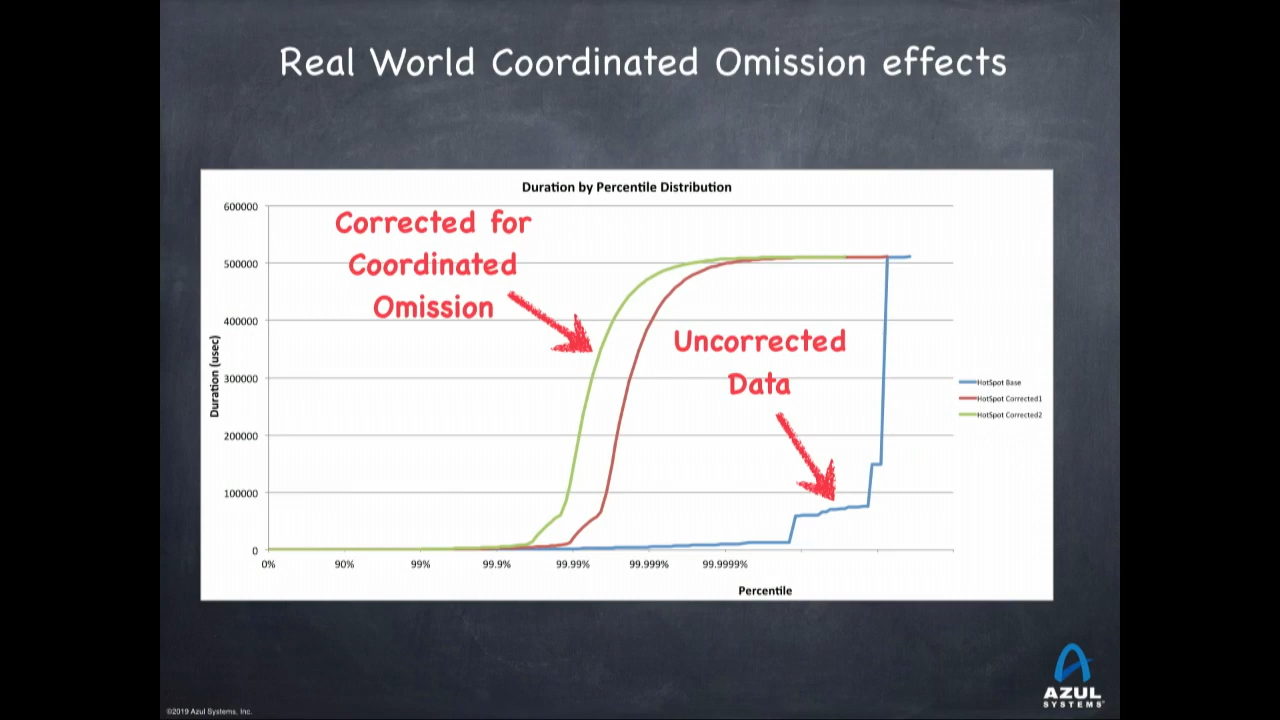 Real World Coordinated Omission effects
Duration by Percentile Distribution
600000
500000
400000
300000
200000
100000
0
Duration (usec)
Corrected for
Coordinated
Omission
Uncorrected
Data
HotSpot Base
HotSpot Corrected1
HotSpot Corrected2
0%
90%
99%
99.9%
99.99%
99.999%
99.9999%
Percentile
©2019 Azul Systems, Inc.
AZUL
SYSTEMS